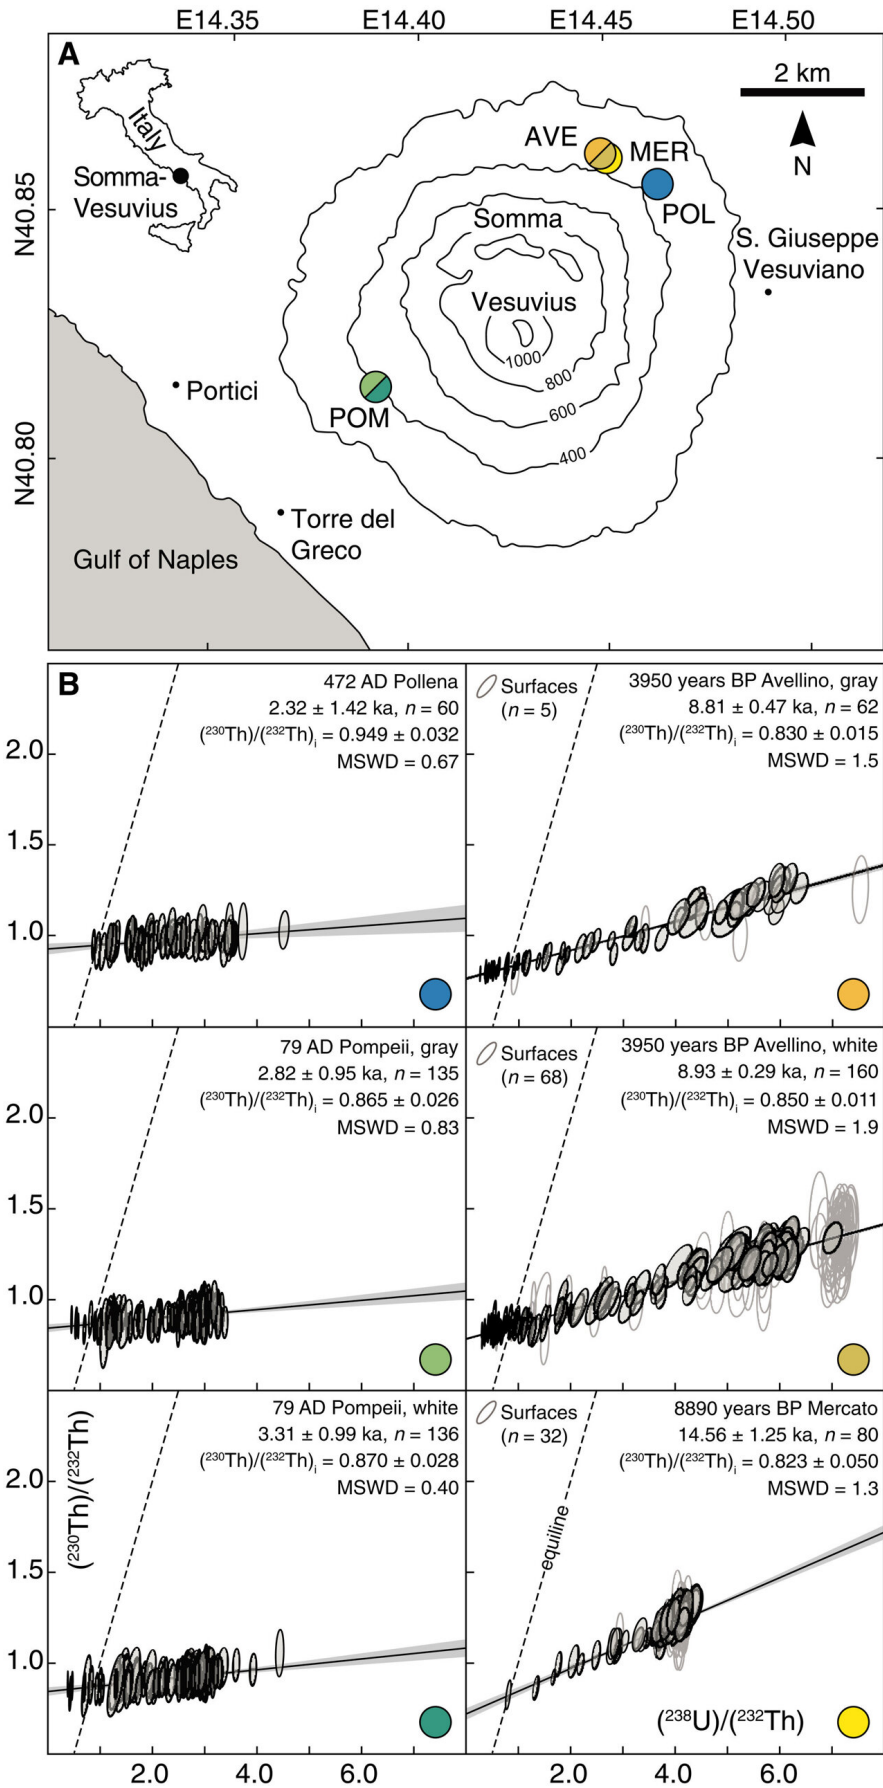 E14.35 E14.40 E14.45 E14.50
A
2 km
N
Italy
Somma-
Vesuvius
AVE
MER
POL
N40.85
Somma
S. Giuseppe
Vesuviano
Vesuvius
1000
800
600
400
Portici
POM
N40.80
Torre del
Greco
Gulf of Naples
B
472 AD Pollena
2.32 ± 1.42 ka, n = 60
(²³⁰Th)/(²³²Th)ᵢ = 0.949 ± 0.032
MSWD = 0.67
2.0
1.5
1.0
Surfaces
(n = 5)
3950 years BP Avellino, gray
8.81 ± 0.47 ka, n = 62
(²³⁰Th)/(²³²Th)ᵢ = 0.830 ± 0.015
MSWD = 1.5
79 AD Pompeii, gray
2.82 ± 0.95 ka, n = 135
(²³⁰Th)/(²³²Th)ᵢ = 0.865 ± 0.026
MSWD = 0.83
2.0
1.5
1.0
Surfaces
(n = 68)
3950 years BP Avellino, white
8.93 ± 0.29 ka, n = 160
(²³⁰Th)/(²³²Th)ᵢ = 0.850 ± 0.011
MSWD = 1.9
79 AD Pompeii, white
3.31 ± 0.99 ka, n = 136
(²³⁰Th)/(²³²Th)ᵢ = 0.870 ± 0.028
MSWD = 0.40
2.0
1.5
1.0
(²³⁰Th)/(²³²Th)
Surfaces
(n = 32)
8890 years BP Mercato
14.56 ± 1.25 ka, n = 80
(²³⁰Th)/(²³²Th)ᵢ = 0.823 ± 0.050
MSWD = 1.3
equiline
(²³⁸U)/(²³²Th)
2.0 4.0 6.0 2.0 4.0 6.0